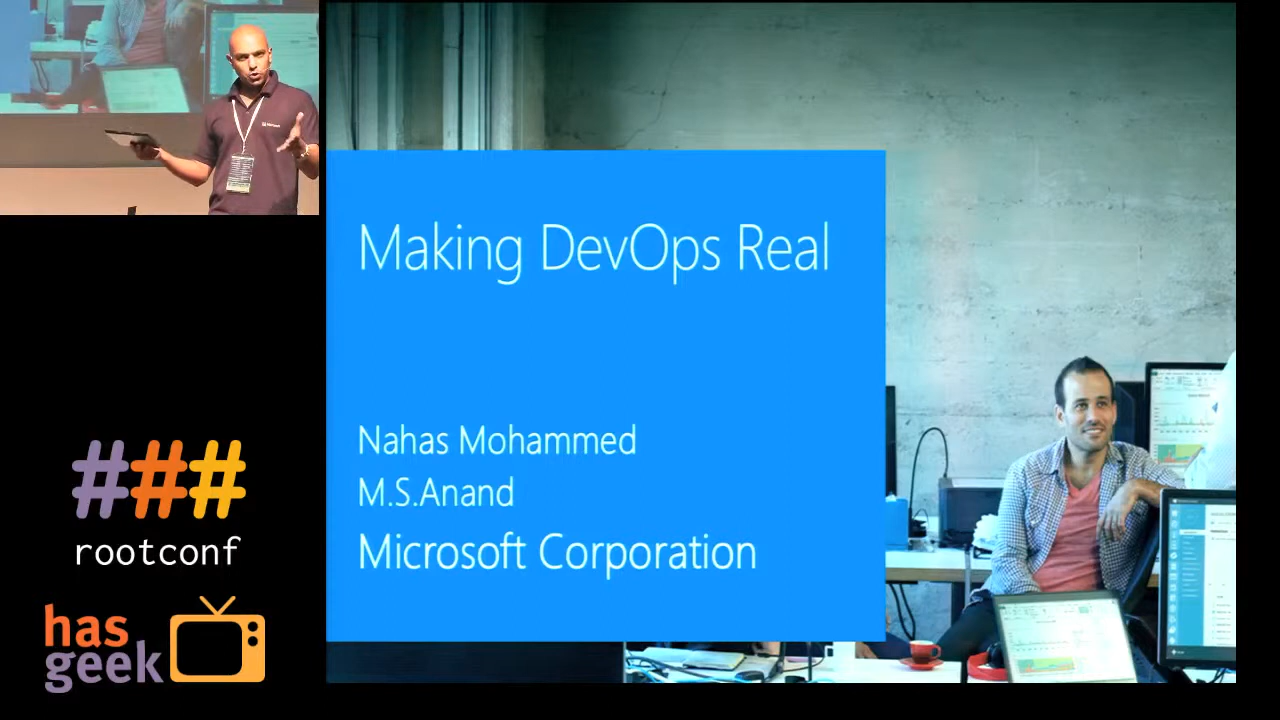 Making DevOps Real
Nahas Mohammed
M.S.Anand
Microsoft Corporation
###
rootconf
has
geek